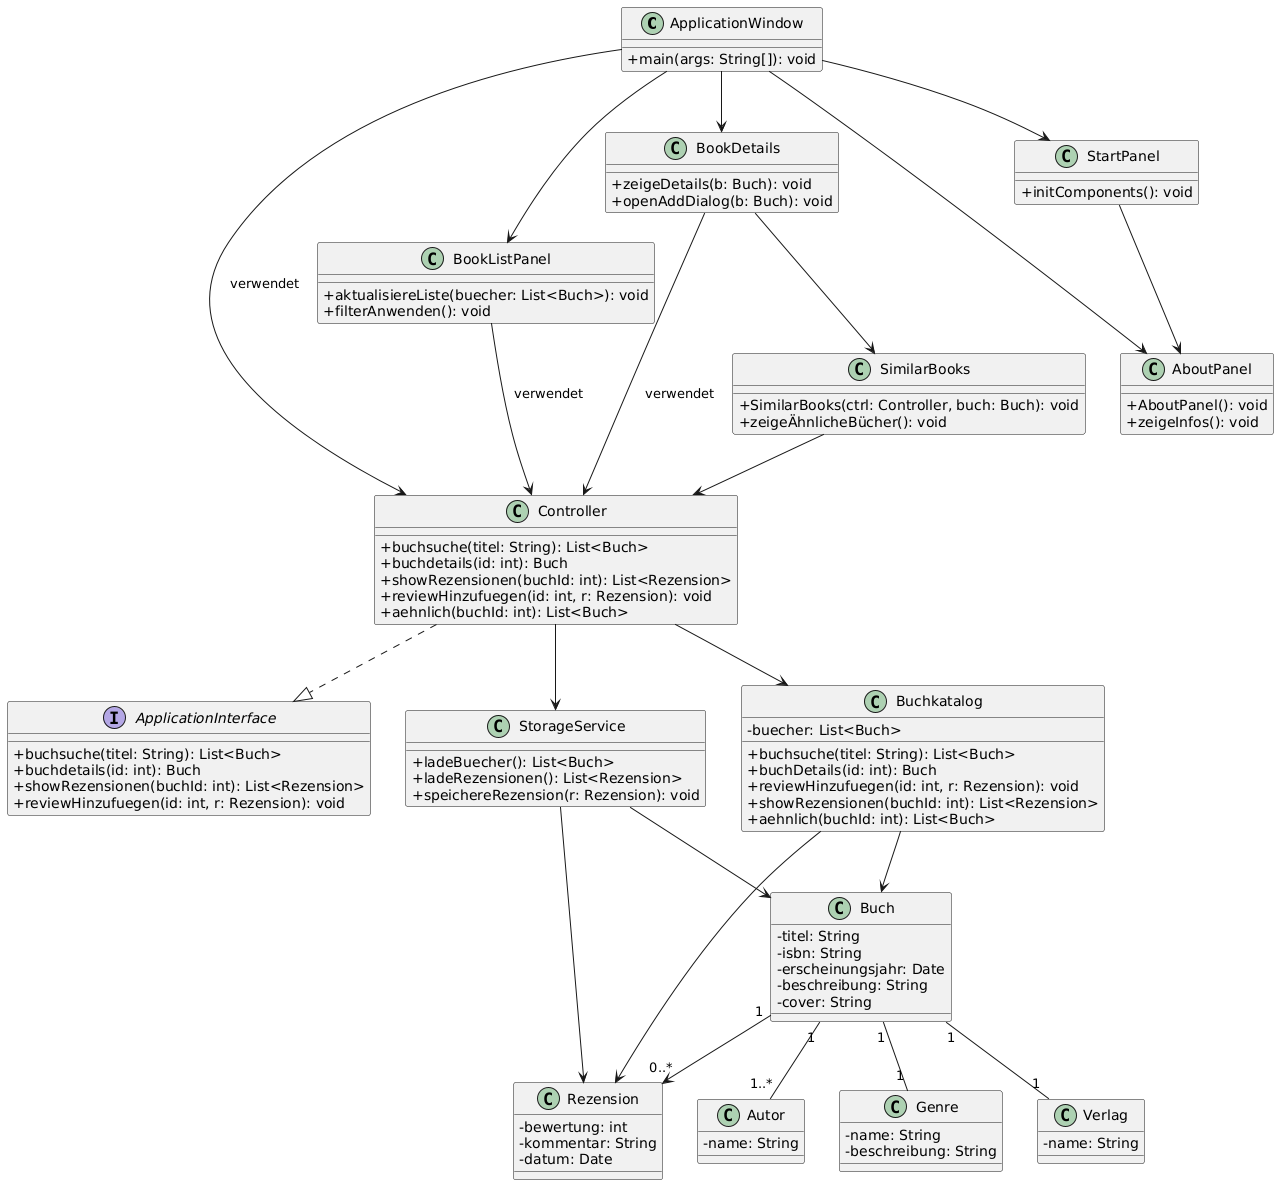 C ApplicationWindow
+main(args: String[]): void
C BookDetails
+zeigeDetails(b: Buch): void
+openAddDialog(b: Buch): void
C StartPanel
+initComponents(): void
verwendet
C BookListPanel
+aktualisiereListe(buecher: List<Buch>): void
+filterAnwenden(): void
verwendet
verwendet
C SimilarBooks
+SimilarBooks(ctrl: Controller, buch: Buch): void
+zeigeÄhnlicheBücher(): void
C AboutPanel
+AboutPanel(): void
+zeigeInfos(): void
C Controller
+buchsuche(titel: String): List<Buch>
+buchdetails(id: int): Buch
+showRezensionen(buchId: int): List<Rezension>
+reviewHinzufuegen(id: int, r: Rezension): void
+aehnlich(buchId: int): List<Buch>
I ApplicationInterface
+buchsuche(titel: String): List<Buch>
+buchdetails(id: int): Buch
+showRezensionen(buchId: int): List<Rezension>
+reviewHinzufuegen(id: int, r: Rezension): void
C StorageService
+ladeBuecher(): List<Buch>
+ladeRezensionen(): List<Rezension>
+speichereRezension(r: Rezension): void
C Buchkatalog
-buecher: List<Buch>
+buchsuche(titel: String): List<Buch>
+buchDetails(id: int): Buch
+reviewHinzufuegen(id: int, r: Rezension): void
+showRezensionen(buchId: int): List<Rezension>
+aehnlich(buchId: int): List<Buch>
C Buch
-titel: String
-isbn: String
-erscheinungsjahr: Date
-beschreibung: String
-cover: String
1
1
1
1
0..*
1..*
1
1
C Rezension
-bewertung: int
-kommentar: String
-datum: Date
C Autor
-name: String
C Genre
-name: String
-beschreibung: String
C Verlag
-name: String